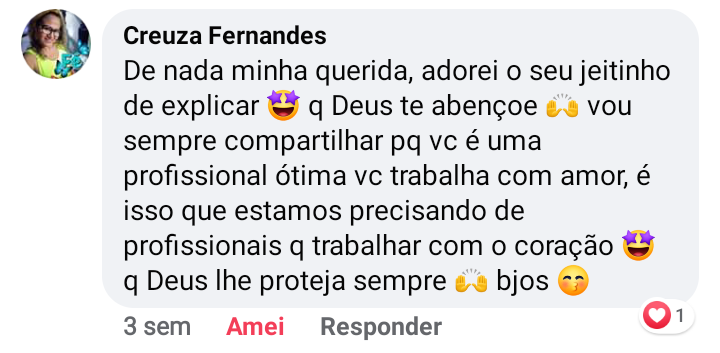 Creuza Fernandes
De nada minha querida, adorei o seu jeitinho
de explicar 🤩 q Deus te abençoe 🙌 vou
sempre compartilhar pq vc é uma
profissional ótima vc trabalha com amor, é
isso que estamos precisando de
profissionais q trabalhar com o coração 🤩
q Deus lhe proteja sempre 🙌 bjos 😙
3 sem Amei Responder 1